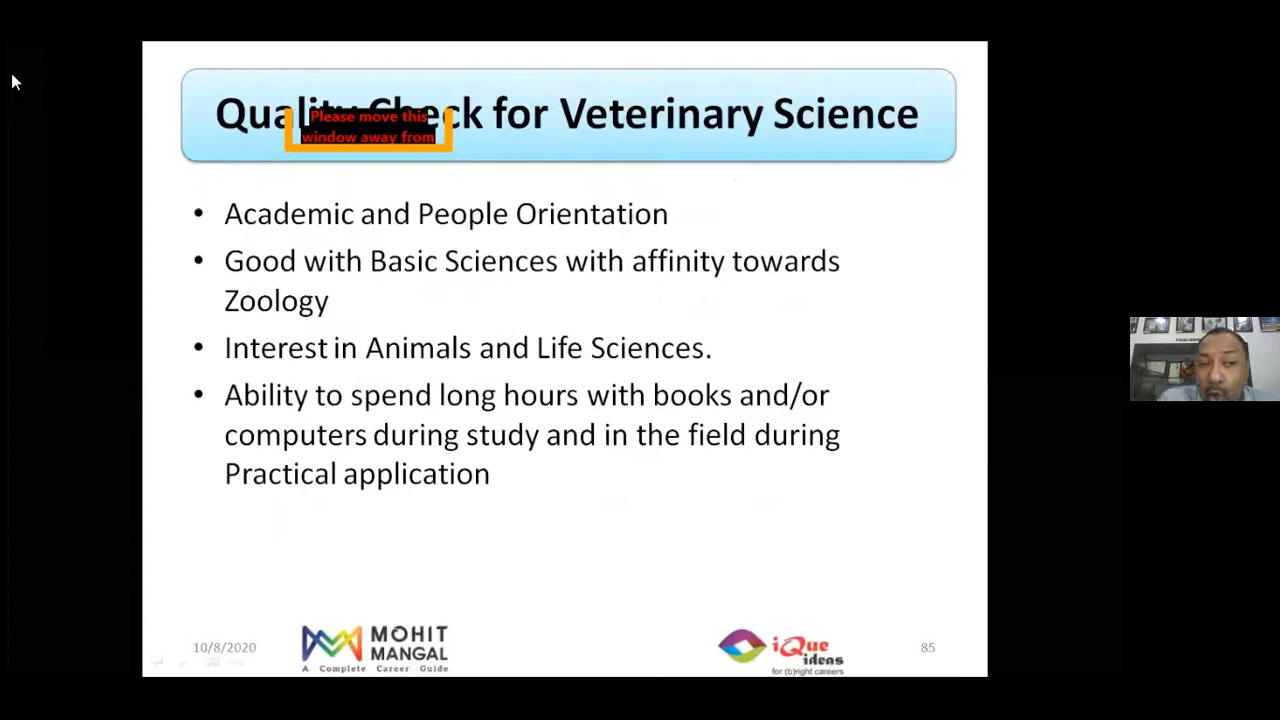 Quality Check for Veterinary Science
Please move this
window away from
• Academic and People Orientation
• Good with Basic Sciences with affinity towards
Zoology
• Interest in Animals and Life Sciences.
• Ability to spend long hours with books and/or
computers during study and in the field during
Practical application
10/8/2020
MOHIT
MANGAL
A Complete Career Guide
iQue
ideas
for (b)right careers
85